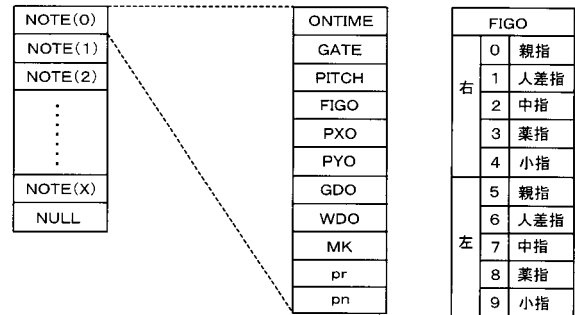 NOTE(0)
NOTE(1)
NOTE(2)
NOTE(X)
NULL
ONTIME
GATE
PITCH
FIGO
PXO
PYO
GDO
WDO
MK
pr
pn
FIGO
右
0 親指
1 人差指
2 中指
3 薬指
4 小指
左
5 親指
6 人差指
7 中指
8 薬指
9 小指